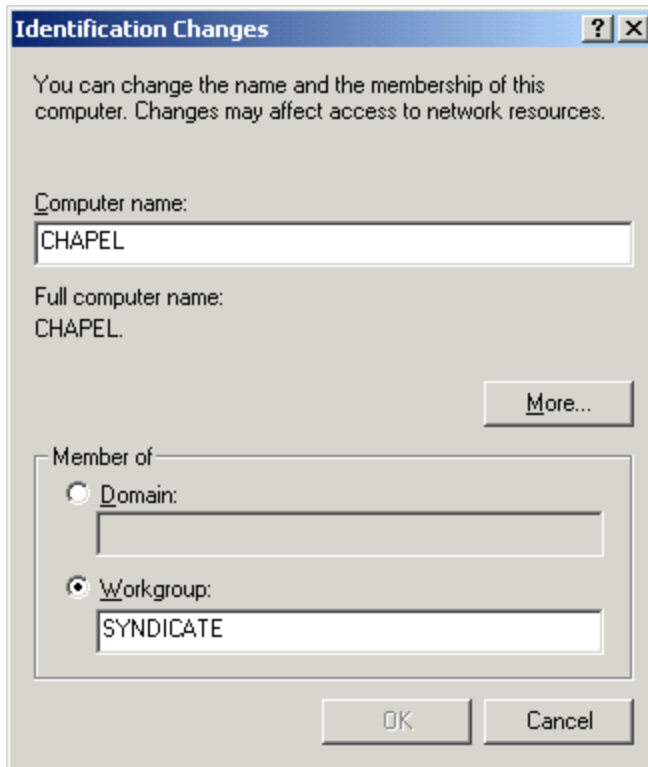 Identification Changes
You can change the name and the membership of this
computer. Changes may affect access to network resources.
Computer name:
CHAPEL
Full computer name:
CHAPEL.
More...
Member of
Domain:
Workgroup:
SYNDICATE
OK Cancel